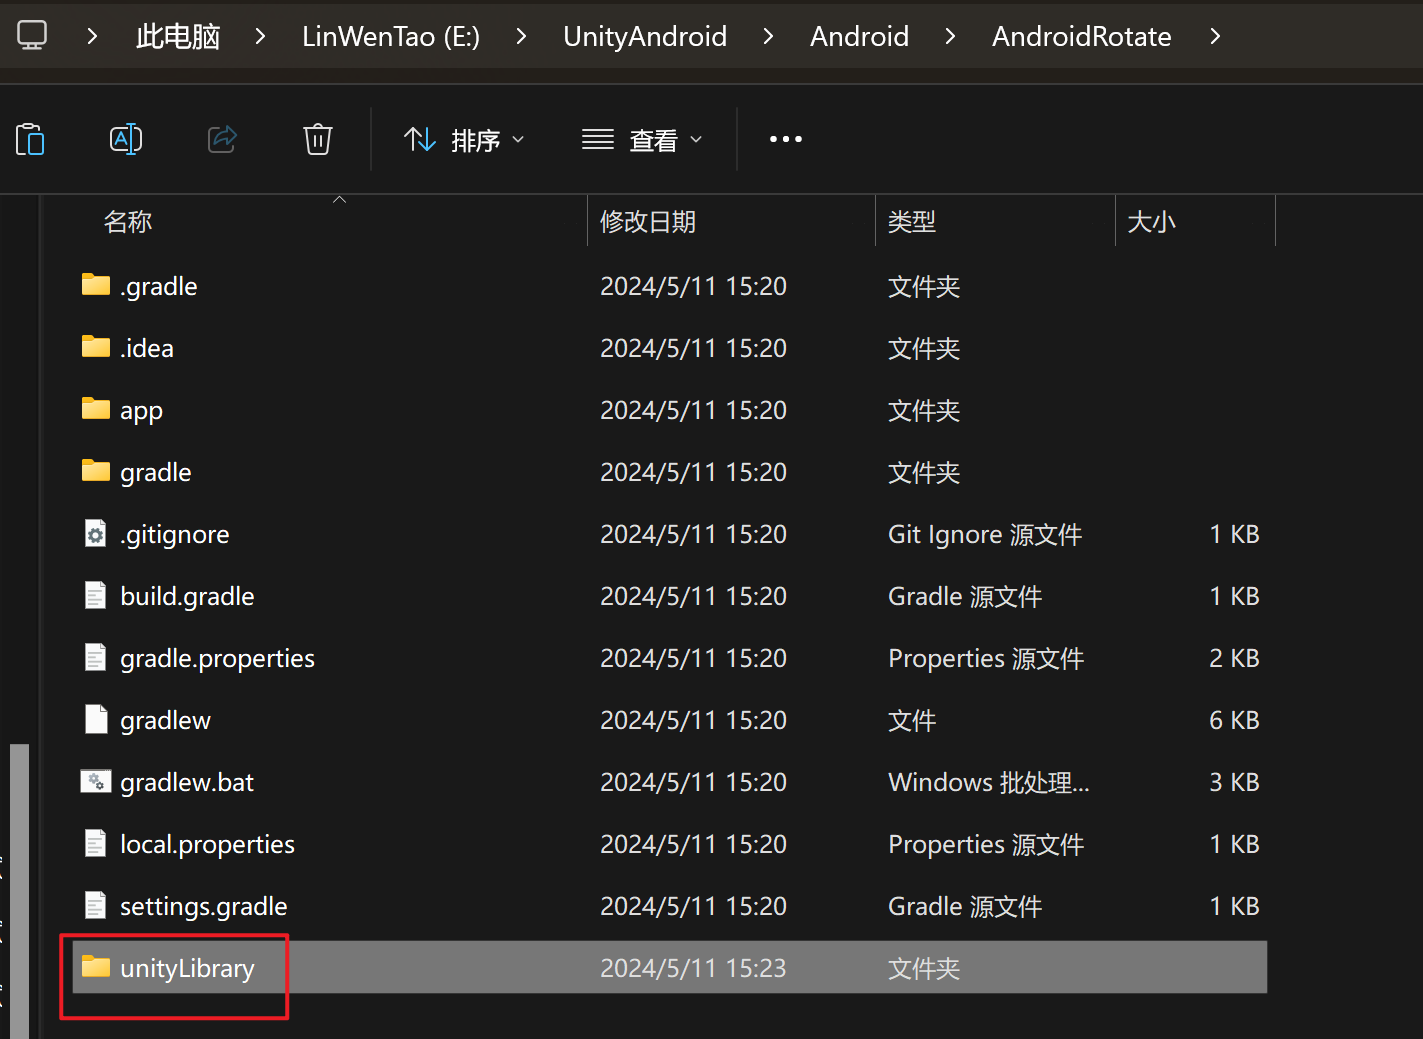 此电脑 LinWenTao (E:) UnityAndroid Android AndroidRotate
排序 查看
名称 修改日期 类型 大小
.gradle 2024/5/11 15:20 文件夹
.idea 2024/5/11 15:20 文件夹
app 2024/5/11 15:20 文件夹
gradle 2024/5/11 15:20 文件夹
.gitignore 2024/5/11 15:20 Git Ignore 源文件 1 KB
build.gradle 2024/5/11 15:20 Gradle 源文件 1 KB
gradle.properties 2024/5/11 15:20 Properties 源文件 2 KB
gradlew 2024/5/11 15:20 文件 6 KB
gradlew.bat 2024/5/11 15:20 Windows 批处理... 3 KB
local.properties 2024/5/11 15:20 Properties 源文件 1 KB
settings.gradle 2024/5/11 15:20 Gradle 源文件 1 KB
unityLibrary 2024/5/11 15:23 文件夹